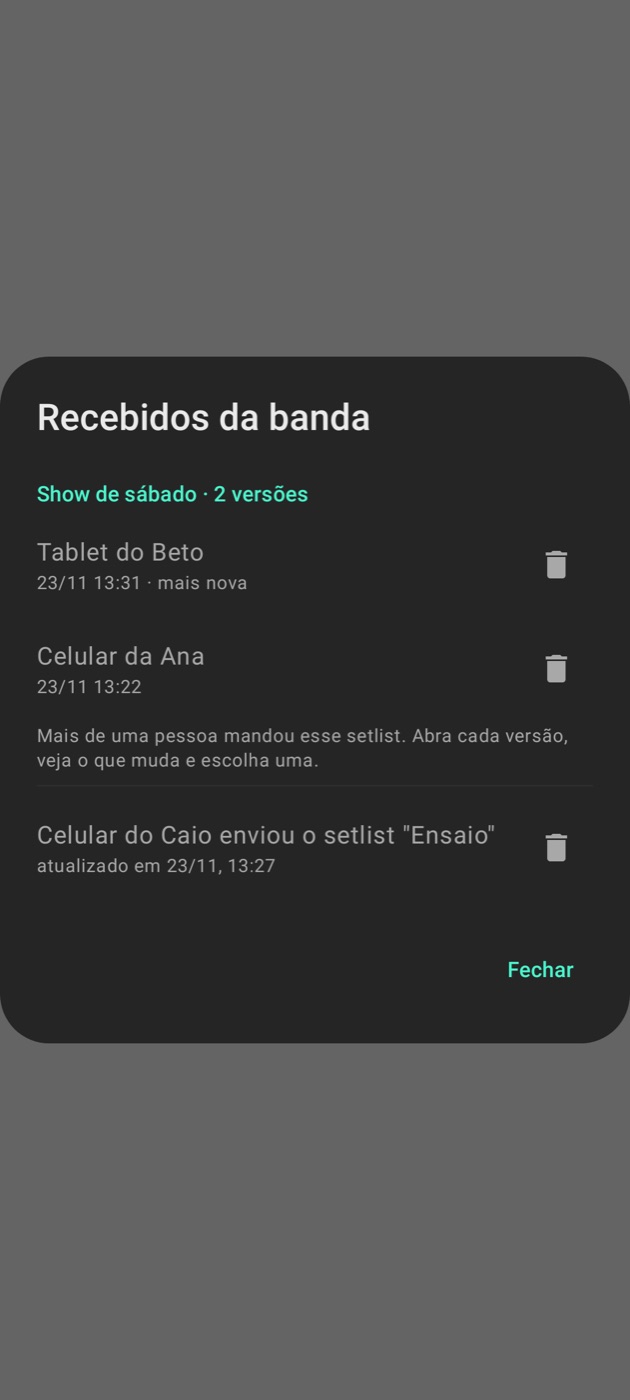 Recebidos da banda
Show de sábado · 2 versões
Tablet do Beto
23/11 13:31 · mais nova
Celular da Ana
23/11 13:22
Mais de uma pessoa mandou esse setlist. Abra cada versão,
veja o que muda e escolha uma.
Celular do Caio enviou o setlist "Ensaio"
atualizado em 23/11, 13:27
Fechar